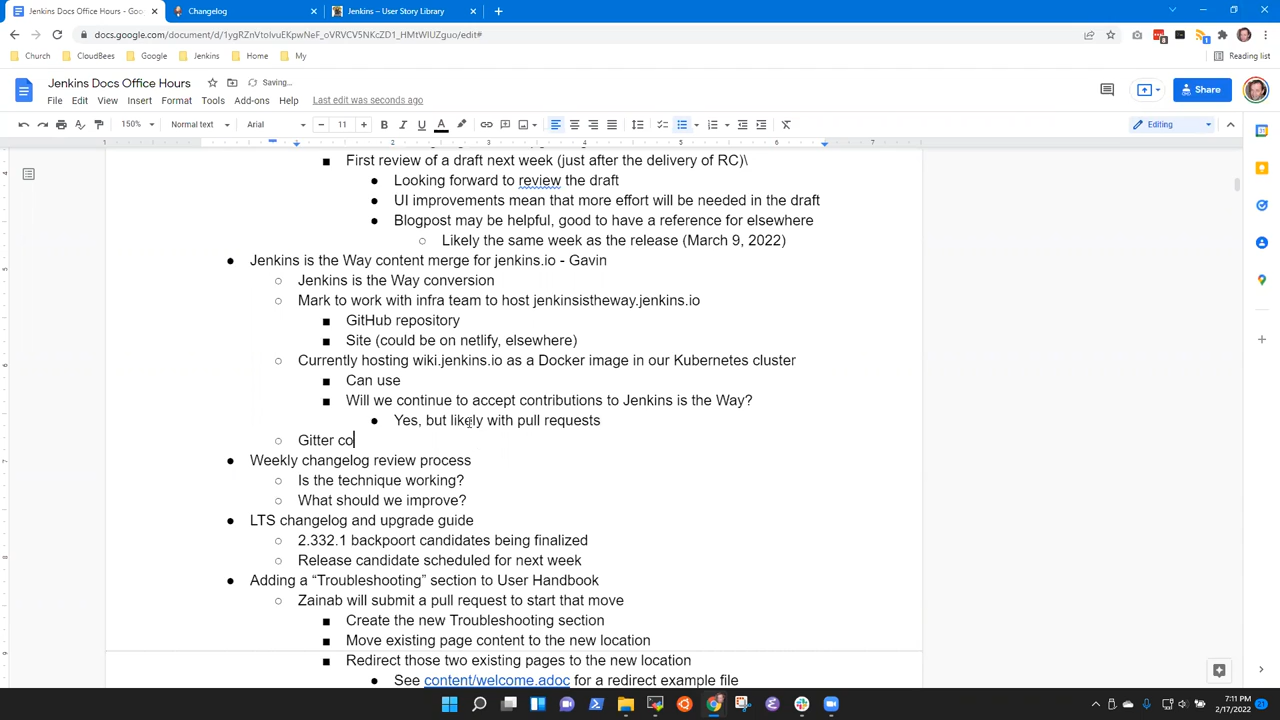 Jenkins Docs Office Hours - Goo
Changelog
Jenkins – User Story Library
docs.google.com/document/d/1ygRZnVtoIvuEKpwNeF_oVRVCV5NKcZD1_HMtWIUZguo/edit#
Church
CloudBees
Google
Jenkins
Home
My
Reading list
Jenkins Docs Office Hours
Saving...
File Edit View Insert Format Tools Add-ons Help Last edit was seconds ago
Share
150% Normal text Arial 11 Editing
First review of a draft next week (just after the delivery of RC)\
Looking forward to review the draft
UI improvements mean that more effort will be needed in the draft
Blogpost may be helpful, good to have a reference for elsewhere
Likely the same week as the release (March 9, 2022)
Jenkins is the Way content merge for jenkins.io - Gavin
Jenkins is the Way conversion
Mark to work with infra team to host jenkinsistheway.jenkins.io
GitHub repository
Site (could be on netlify, elsewhere)
Currently hosting wiki.jenkins.io as a Docker image in our Kubernetes cluster
Can use
Will we continue to accept contributions to Jenkins is the Way?
Yes, but likely with pull requests
Gitter co
Weekly changelog review process
Is the technique working?
What should we improve?
LTS changelog and upgrade guide
2.332.1 backpoort candidates being finalized
Release candidate scheduled for next week
Adding a “Troubleshooting” section to User Handbook
Zainab will submit a pull request to start that move
Create the new Troubleshooting section
Move existing page content to the new location
Redirect those two existing pages to the new location
See content/welcome.adoc for a redirect example file
7:11 PM
2/17/2022